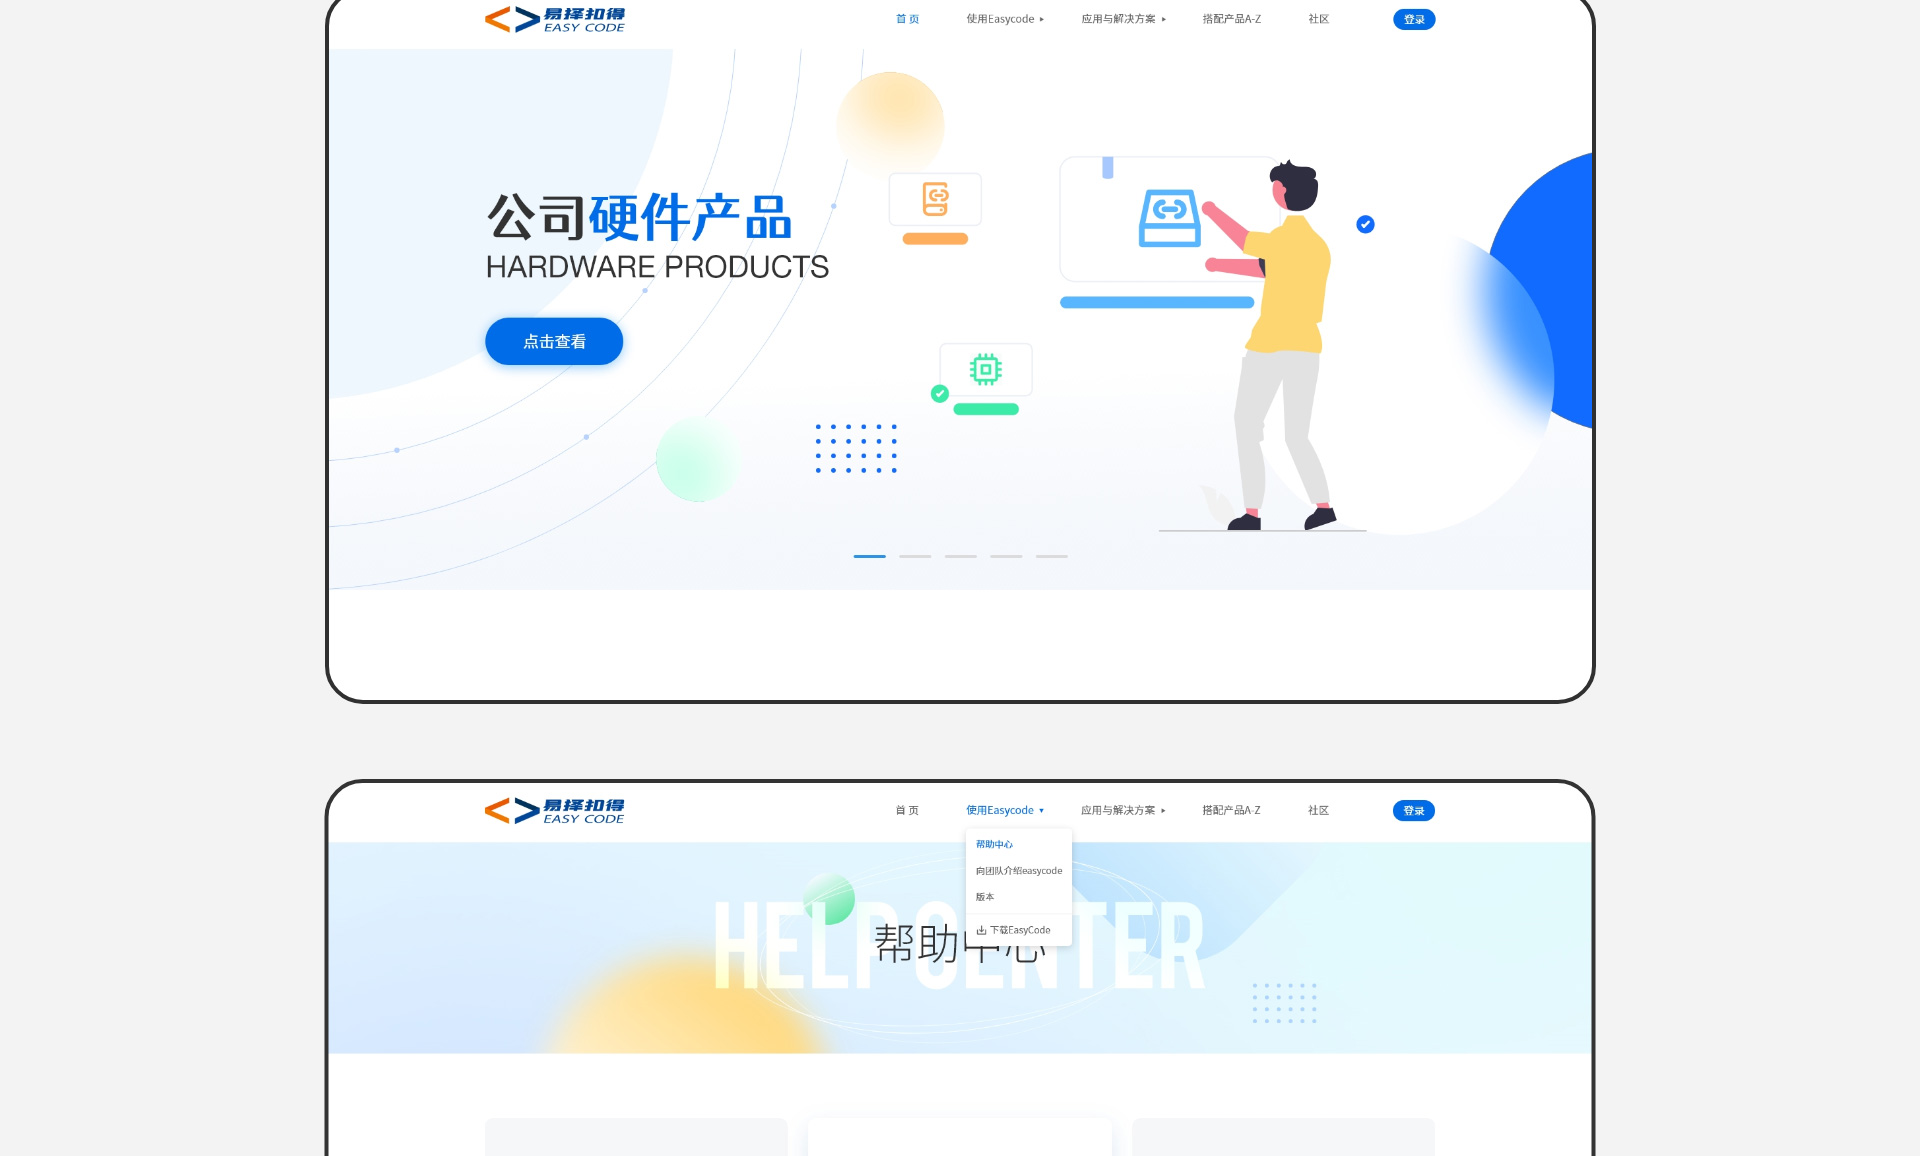 易择扣得
EASY CODE
首 页 使用Easycode 应用与解决方案 搭配产品A-Z 社区 登录
公司硬件产品
HARDWARE PRODUCTS
点击查看
易择扣得
EASY CODE
首 页 使用Easycode 应用与解决方案 搭配产品A-Z 社区 登录
帮助中心
向团队介绍easycode
版本
下载EasyCode
HELP CENTER
帮助中心